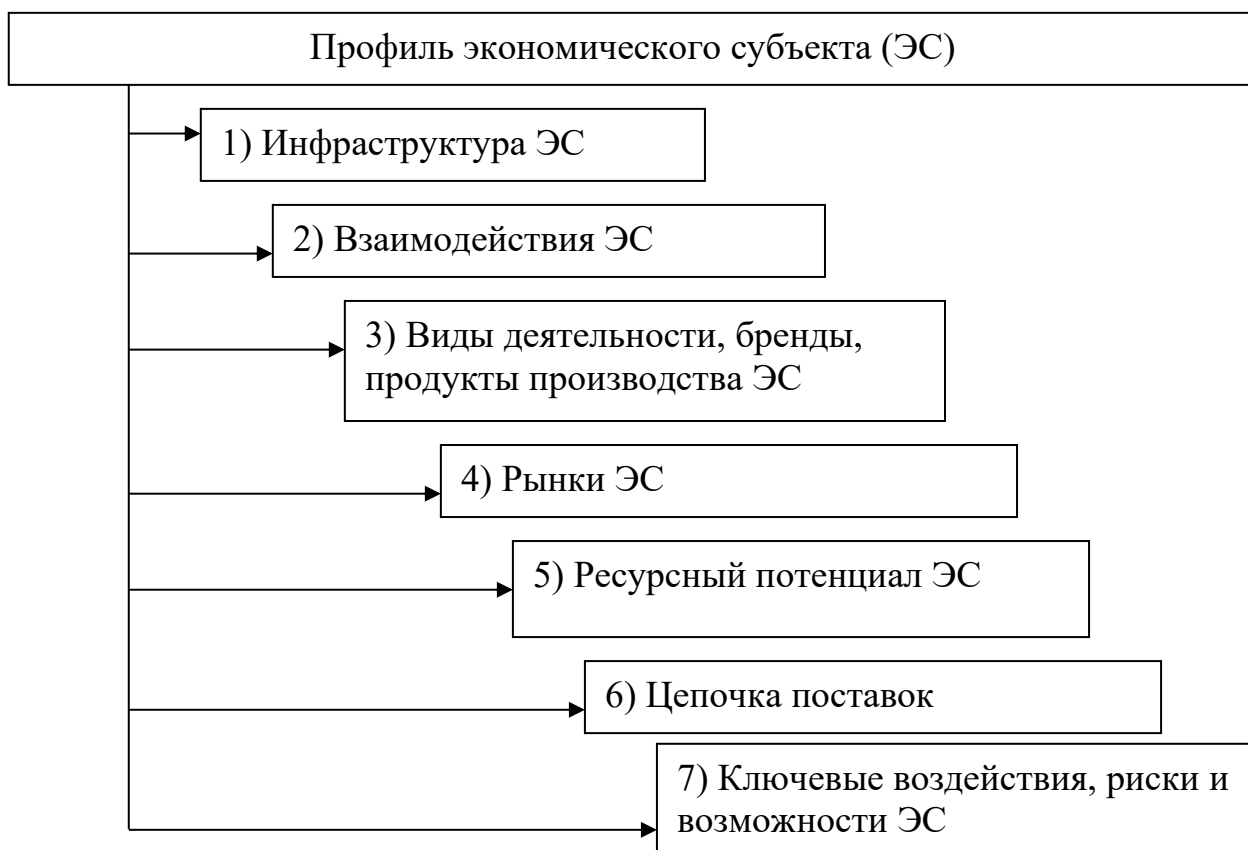 Профиль экономического субъекта (ЭС)
1) Инфраструктура ЭС
2) Взаимодействия ЭС
3) Виды деятельности, бренды,
продукты производства ЭС
4) Рынки ЭС
5) Ресурсный потенциал ЭС
6) Цепочка поставок
7) Ключевые воздействия, риски и
возможности ЭС